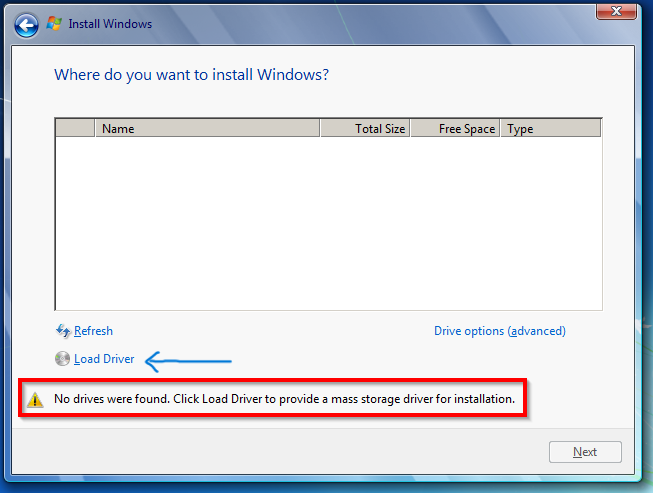 Install Windows
Where do you want to install Windows?
Name Total Size Free Space Type
Refresh Drive options (advanced)
Load Driver
No drives were found. Click Load Driver to provide a mass storage driver for installation.
Next